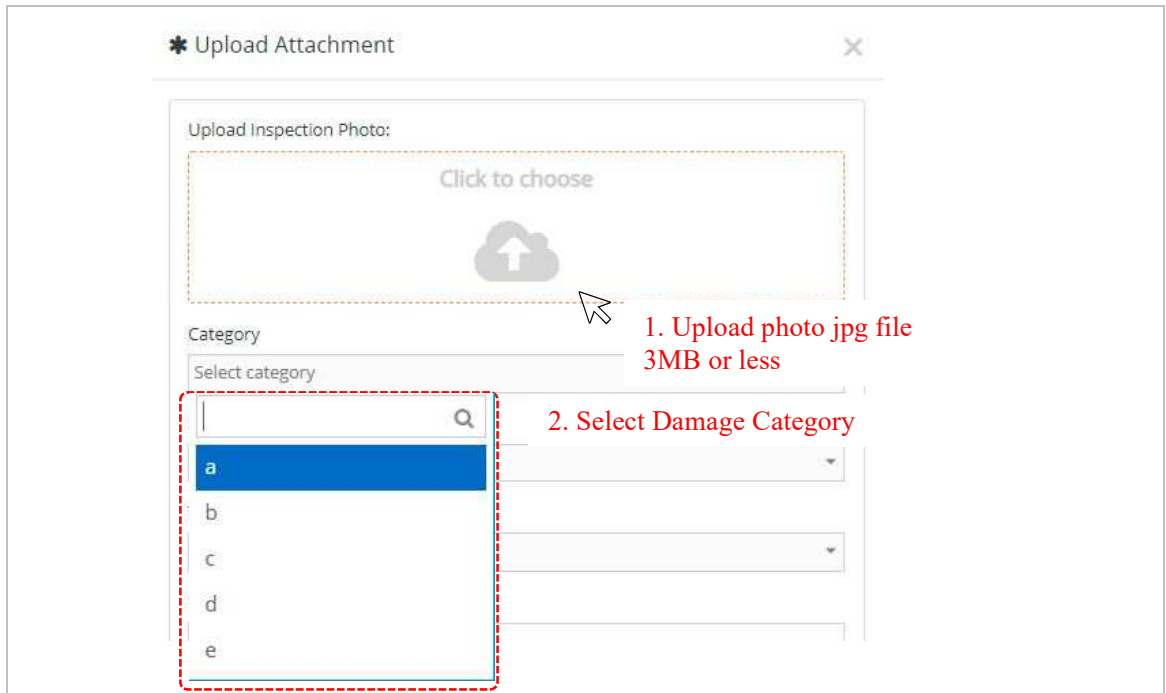 ✱ Upload Attachment ×
Upload Inspection Photo:
Click to choose
1. Upload photo jpg file
3MB or less
Category
Select category
2. Select Damage Category
a
b
c
d
e